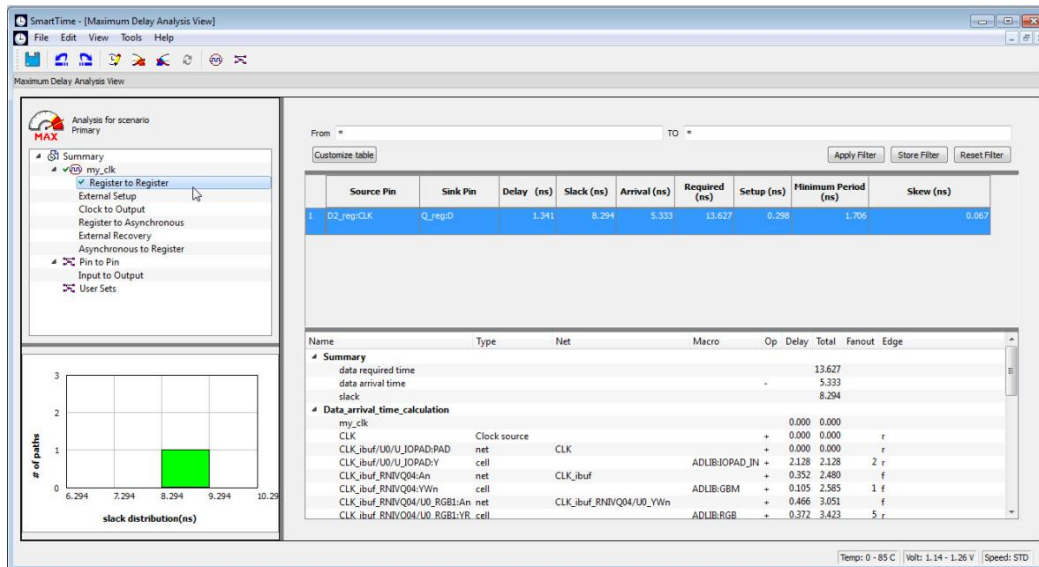 SmartTime - [Maximum Delay Analysis View]
File Edit View Tools Help
Maximum Delay Analysis View
MAX
Analysis for scenario
Primary
Summary
my_clk
Register to Register
External Setup
Clock to Output
Register to Asynchronous
External Recovery
Asynchronous to Register
Pin to Pin
Input to Output
User Sets
From * TO *
Customize table Apply Filter Store Filter Reset Filter
Source Pin Sink Pin Delay (ns) Slack (ns) Arrival (ns) Required (ns) Setup (ns) Minimum Period (ns) Skew (ns)
1 D2_reg:CLK Q_reg:D 1.341 8.294 5.333 13.627 0.298 1.706 0.067
Name Type Net Macro Op Delay Total Fanout Edge
Summary
data required time 13.627
data arrival time - 5.333
slack 8.294
Data_arrival_time_calculation
my_clk 0.000 0.000
CLK Clock source + 0.000 0.000 r
CLK_ibuf/U0/U_IOPAD:PAD net CLK + 0.000 0.000 r
CLK_ibuf/U0/U_IOPAD:Y cell ADLIB:IOPAD_IN + 2.128 2.128 2 r
CLK_ibuf_RNIVQ04:An net CLK_ibuf + 0.352 2.480 f
CLK_ibuf_RNIVQ04:YWn cell ADLIB:GBM + 0.105 2.585 1 f
CLK_ibuf_RNIVQ04/U0_RGB1:An net CLK_ibuf_RNIVQ04/U0_YWn + 0.466 3.051 f
CLK_ibuf_RNIVQ04/U0_RGB1:YR cell ADLIB:RGB + 0.372 3.423 5 r
# of paths
3
2
1
0
6.294 7.294 8.294 9.294 10.29
slack distribution(ns)
Temp: 0 - 85 C Volt: 1.14 - 1.26 V Speed: STD